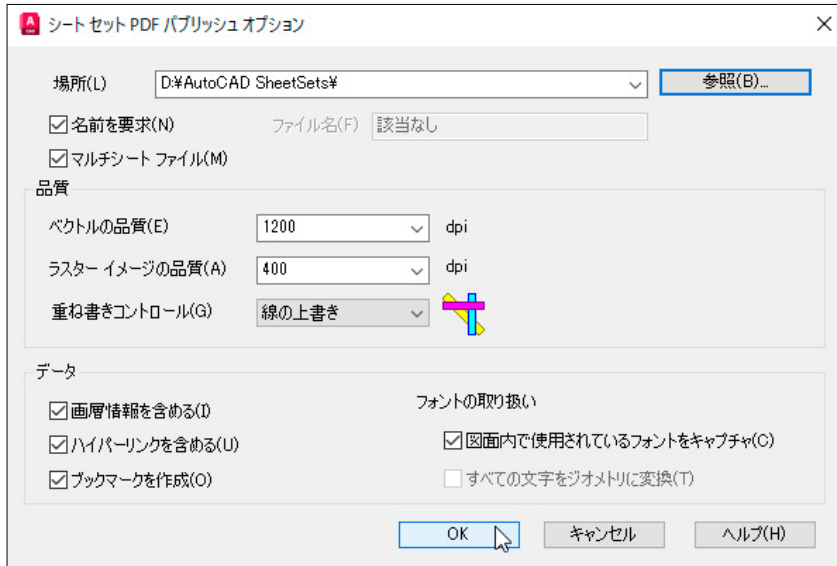 シート セット PDF パブリッシュ オプション
場所(L) D:¥AutoCAD SheetSets¥ 参照(B)...
名前を要求(N) ファイル名(F) 該当なし
マルチシート ファイル(M)
品質
ベクトルの品質(E) 1200 dpi
ラスター イメージの品質(A) 400 dpi
重ね書きコントロール(G) 線の上書き
データ
画層情報を含める(I)
ハイパーリンクを含める(U)
ブックマークを作成(O)
フォントの取り扱い
図面内で使用されているフォントをキャプチャ(C)
すべての文字をジオメトリに変換(T)
OK キャンセル ヘルプ(H)